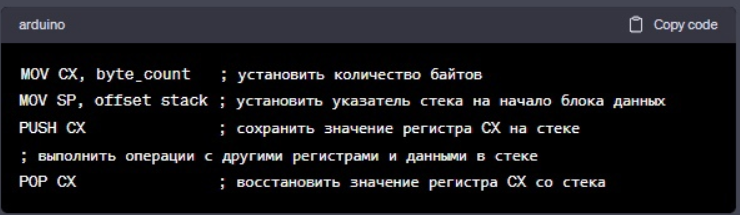 arduino
Copy code
MOV CX, byte_count ; установить количество байтов
MOV SP, offset stack ; установить указатель стека на начало блока данных
PUSH CX ; сохранить значение регистра CX на стеке
; выполнить операции с другими регистрами и данными в стеке
POP CX ; восстановить значение регистра CX со стека